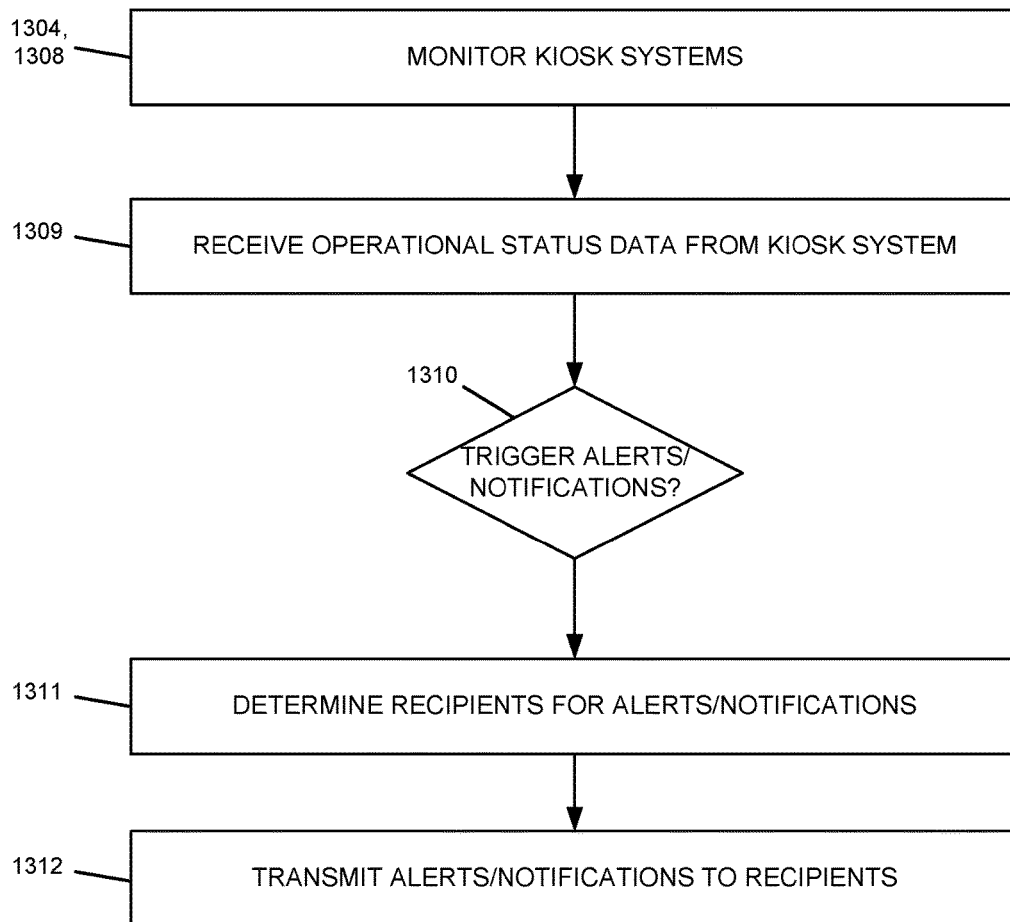 1304,
1308
MONITOR KIOSK SYSTEMS
1309
RECEIVE OPERATIONAL STATUS DATA FROM KIOSK SYSTEM
1310
TRIGGER ALERTS/
NOTIFICATIONS?
1311
DETERMINE RECIPIENTS FOR ALERTS/NOTIFICATIONS
1312
TRANSMIT ALERTS/NOTIFICATIONS TO RECIPIENTS